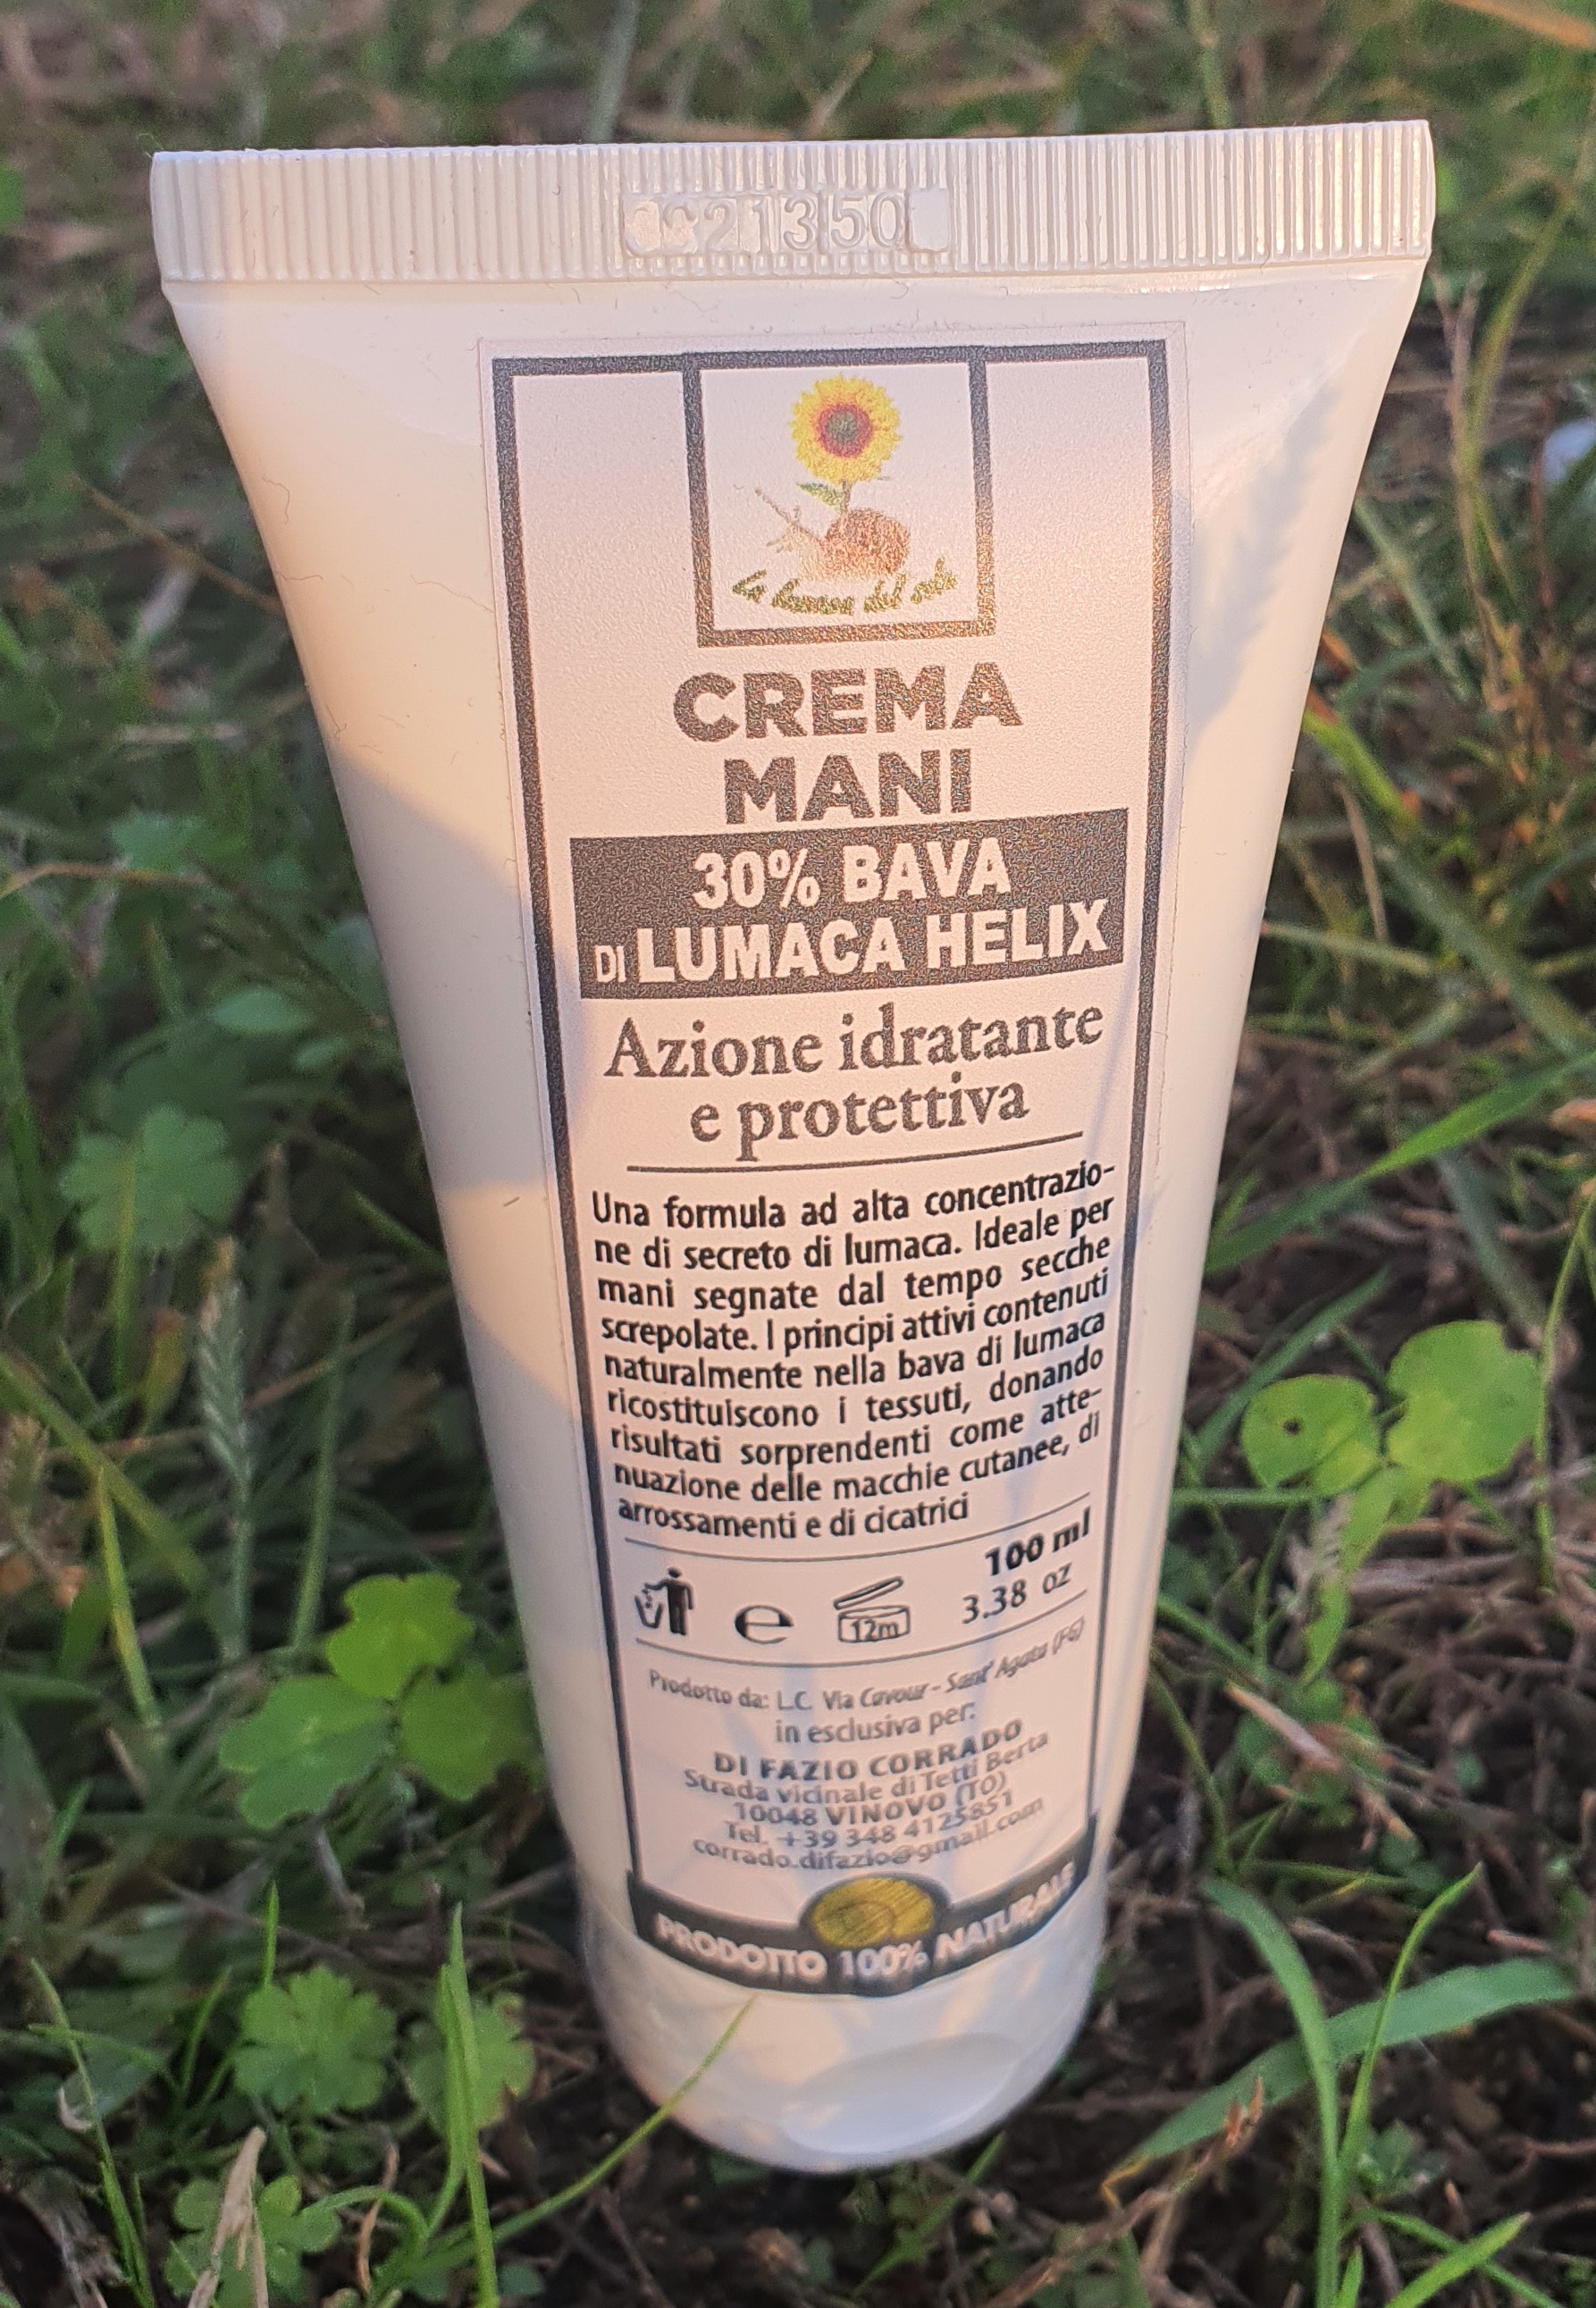 21350
CREMA
MANI
30% BAVA
DI LUMACA HELIX
Azione idratante
e protettiva
Una formula ad alta concentrazio-
ne di secreto di lumaca. Ideale per
mani segnate dal tempo secche
screpolate. I principi attivi contenuti
naturalmente nella bava di lumaca
ricostituiscono i tessuti, donando
risultati sorprendenti come atte-
nuazione delle macchie cutanee, di
arrossamenti e di cicatrici
100 ml
e 12m 3.38 oz
Prodotto da: L.C. Via Cavour - Sant' Agata (FG)
in esclusiva per:
DI FAZIO CORRADO
Strada vicinale di Tetti Berta
10048 VINOVO (TO)
Tel. +39 348 4125851
corrado.difazio@gmail.com
PRODOTTO 100% NATURALE